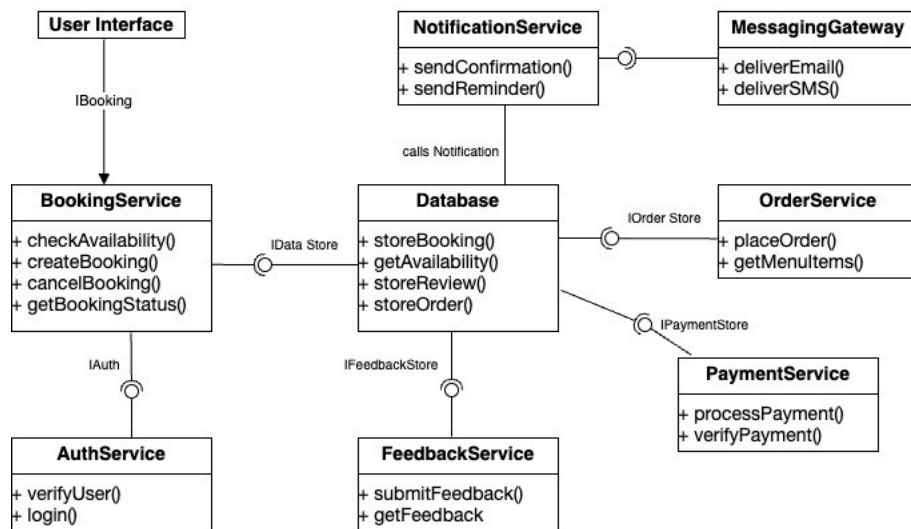 User Interface
NotificationService
+ sendConfirmation()
+ sendReminder()
MessagingGateway
+ deliverEmail()
+ deliverSMS()
IBooking
calls Notification
BookingService
+ checkAvailability()
+ createBooking()
+ cancelBooking()
+ getBookingStatus()
IData Store
Database
+ storeBooking()
+ getAvailability()
+ storeReview()
+ storeOrder()
IOrder Store
OrderService
+ placeOrder()
+ getMenuItems()
IPaymentStore
PaymentService
+ processPayment()
+ verifyPayment()
IAuth
IFeedbackStore
AuthService
+ verifyUser()
+ login()
FeedbackService
+ submitFeedback()
+ getFeedback